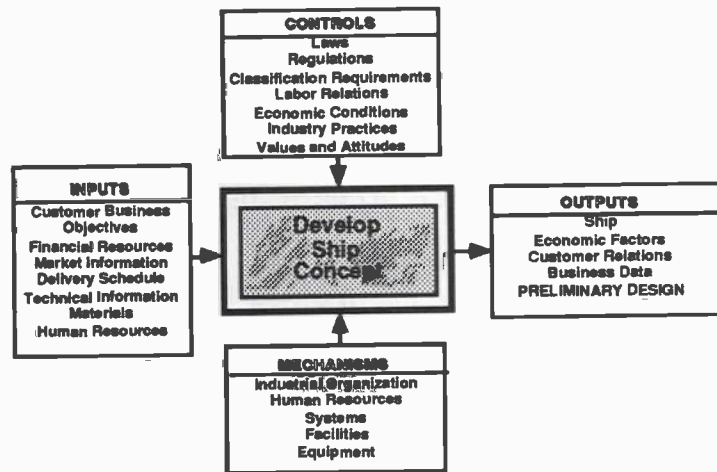 CONTROLS
Laws
Regulations
Classification Requirements
Labor Relations
Economic Conditions
Industry Practices
Values and Attitudes
INPUTS
Customer Business
Objectives
Financial Resources
Market Information
Delivery Schedule
Technical Information
Materials
Human Resources
Develop
Ship
Concept
OUTPUTS
Ship
Economic Factors
Customer Relations
Business Data
PRELIMINARY DESIGN
MECHANISMS
Industrial Organization
Human Resources
Systems
Facilities
Equipment